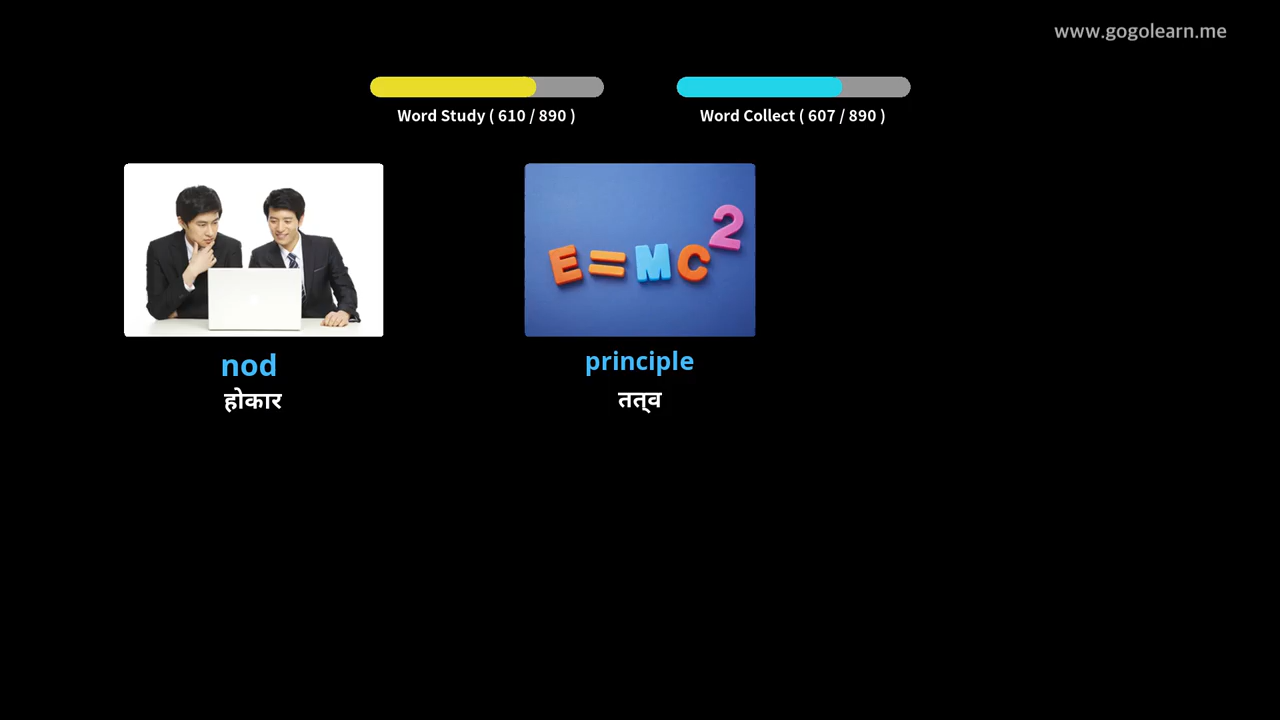 www.gogolearn.me
Word Study ( 610 / 890 )
Word Collect ( 607 / 890 )
E=MC2
nod
होकार
principle
तत्व